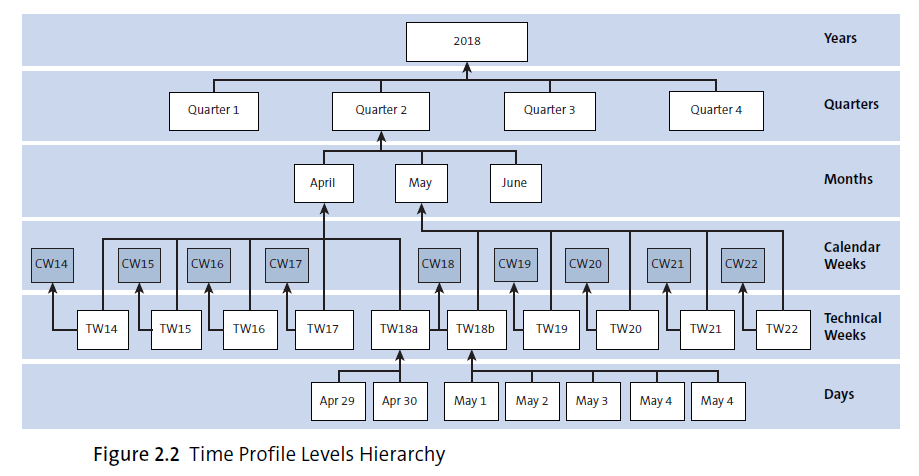 2018
Years
Quarter 1 Quarter 2 Quarter 3 Quarter 4
Quarters
April May June
Months
CW14 CW15 CW16 CW17 CW18 CW19 CW20 CW21 CW22
Calendar
Weeks
TW14 TW15 TW16 TW17 TW18a TW18b TW19 TW20 TW21 TW22
Technical
Weeks
Apr 29 Apr 30 May 1 May 2 May 3 May 4 May 4
Days
Figure 2.2 Time Profile Levels Hierarchy